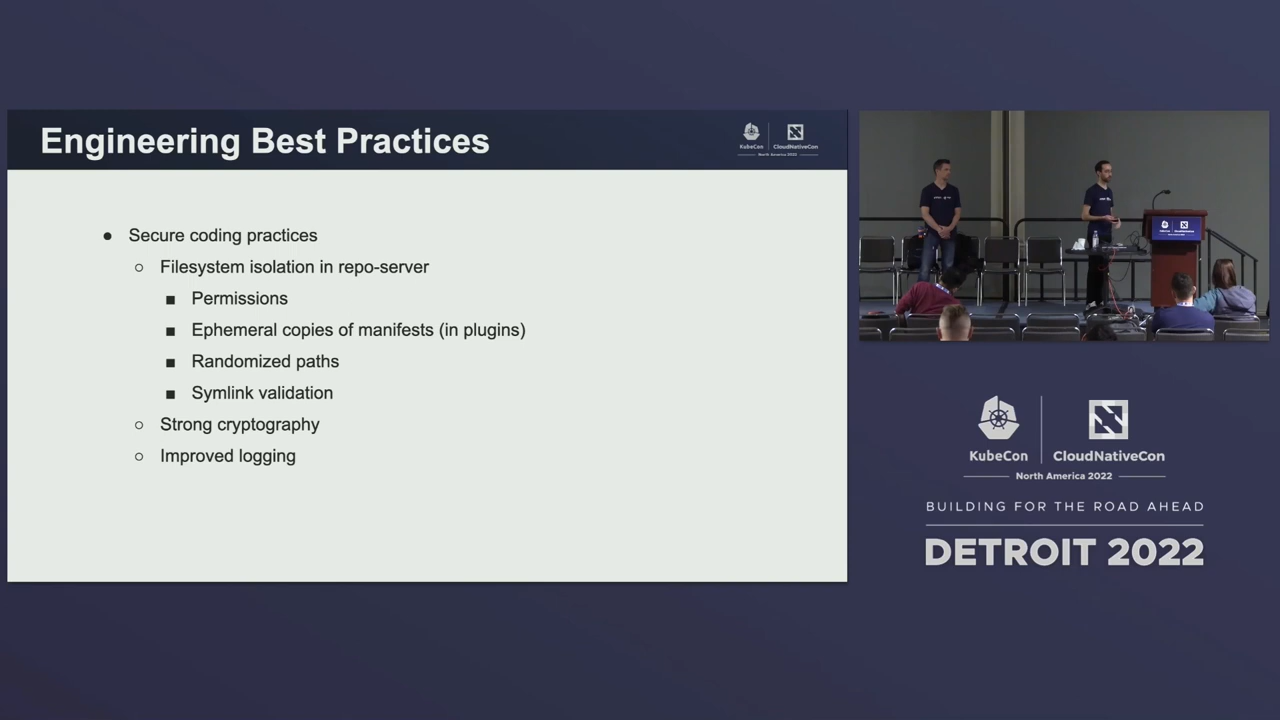 Engineering Best Practices
KubeCon
CloudNativeCon
North America 2022
● Secure coding practices
○ Filesystem isolation in repo-server
■ Permissions
■ Ephemeral copies of manifests (in plugins)
■ Randomized paths
■ Symlink validation
○ Strong cryptography
○ Improved logging
KubeCon
CloudNativeCon
North America 2022
BUILDING FOR THE ROAD AHEAD
DETROIT 2022